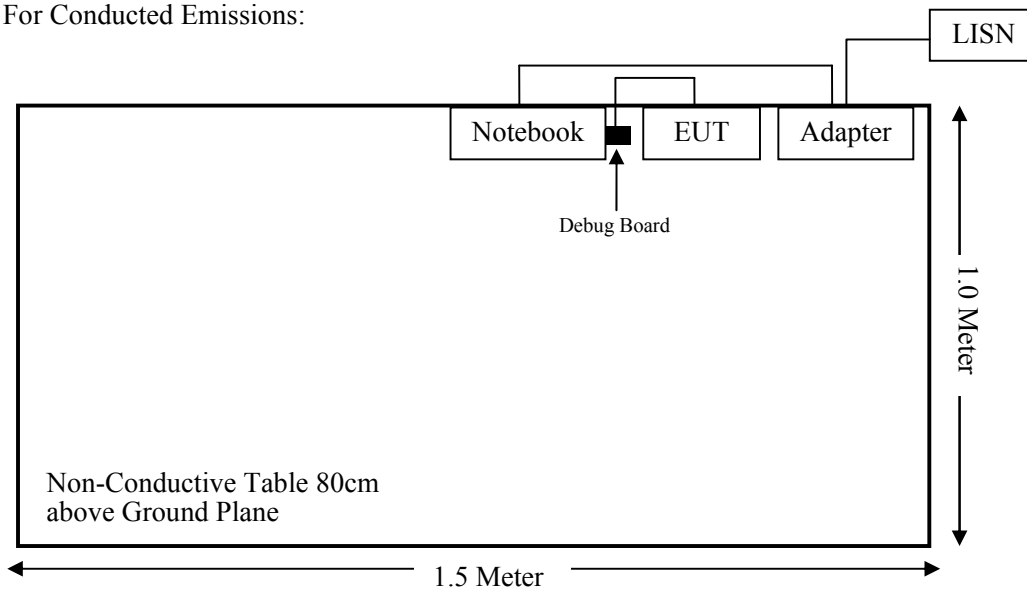 For Conducted Emissions:
LISN
Notebook
EUT
Adapter
Debug Board
1.0 Meter
Non-Conductive Table 80cm
above Ground Plane
1.5 Meter